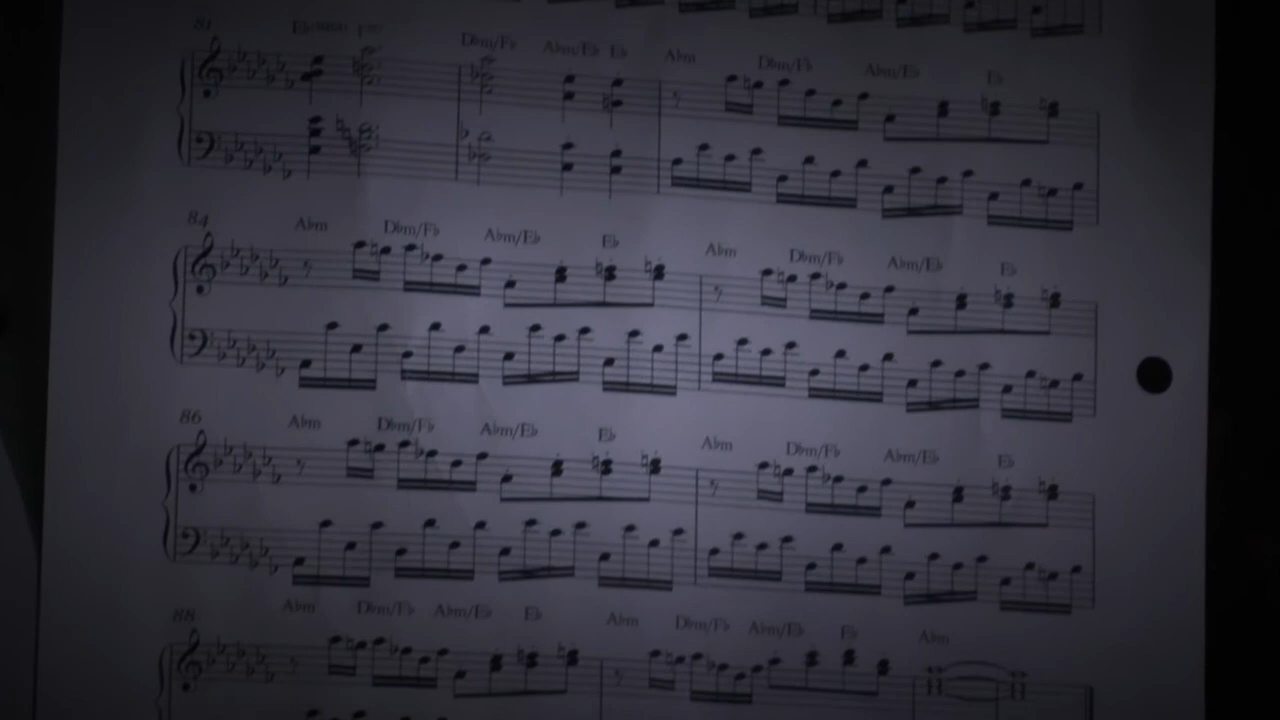 81
D♭m/F♭ A♭m/E♭ E♭ A♭m D♭m/F♭ A♭m/E♭ E♭
84
A♭m D♭m/F♭ A♭m/E♭ E♭ A♭m D♭m/F♭ A♭m/E♭ E♭
86
A♭m D♭m/F♭ A♭m/E♭ E♭ A♭m D♭m/F♭ A♭m/E♭ E♭
88
A♭m D♭m/F♭ A♭m/E♭ E♭ A♭m D♭m/F♭ A♭m/E♭ E♭ A♭m